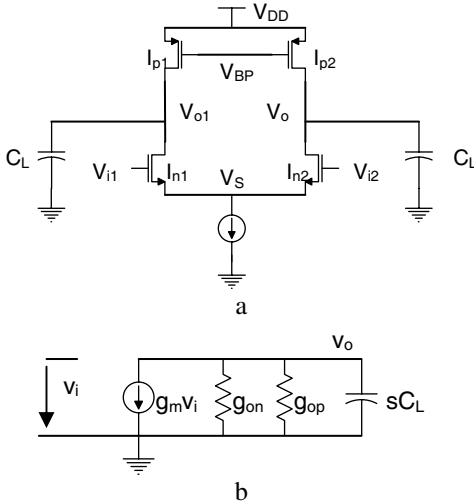 V_DD
I_p1 I_p2
V_BP
V_o1 V_o
C_L C_L
V_i1 I_n1 V_S I_n2 V_i2
a
v_o
v_i g_mv_i g_on g_op sC_L
b